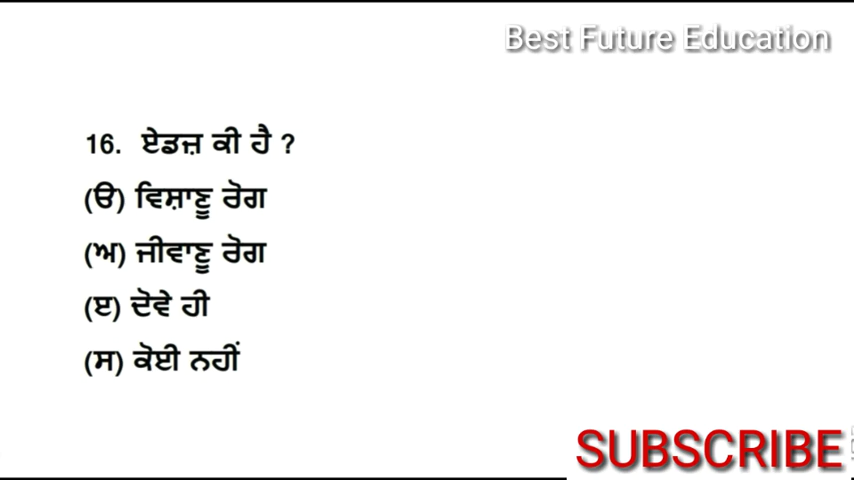 Best Future Education
16. ਏਡਜ਼ ਕੀ ਹੈ ?
(ੳ) ਵਿਸ਼ਾਣੂ ਰੋਗ
(ਅ) ਜੀਵਾਣੂ ਰੋਗ
(ੲ) ਦੋਵੇ ਹੀ
(ਸ) ਕੋਈ ਨਹੀਂ
SUBSCRIBE